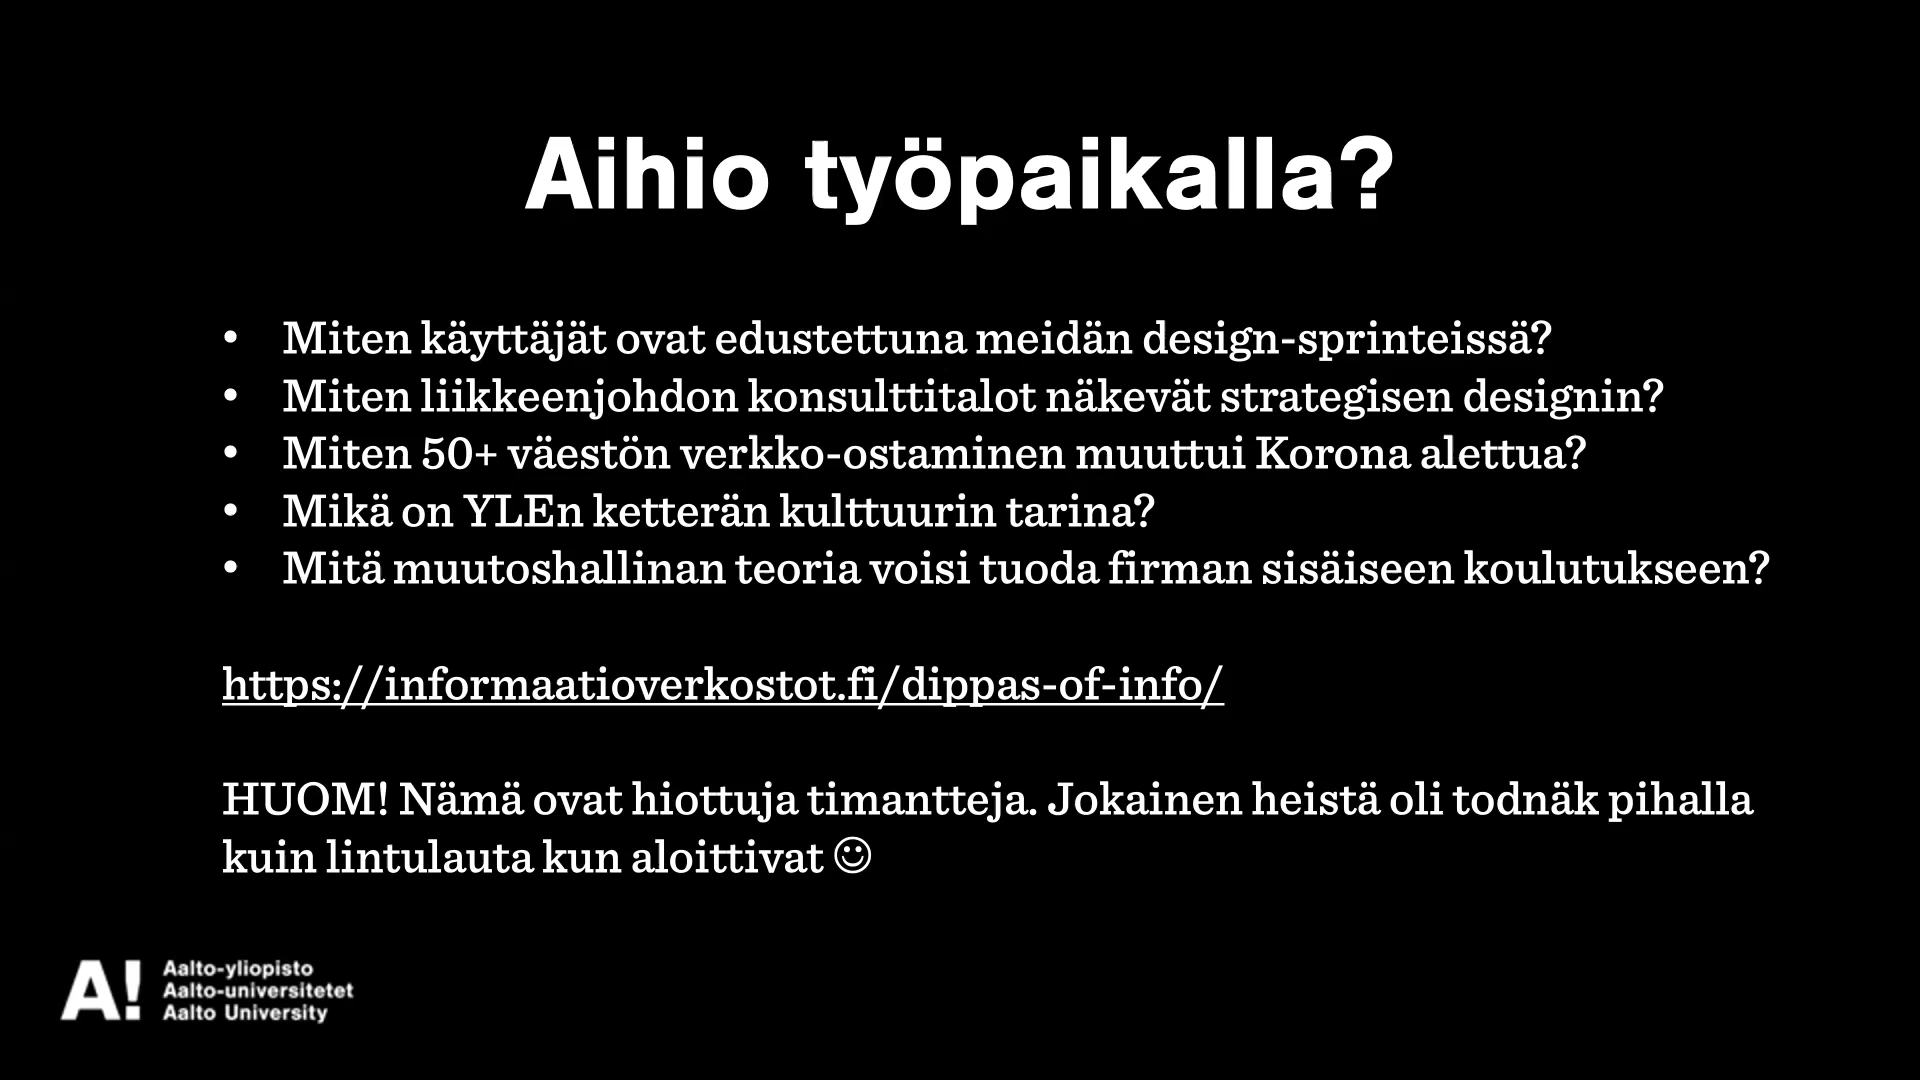 Aihio työpaikalla?
• Miten käyttäjät ovat edustettuna meidän design-sprinteissä?
• Miten liikkeenjohdon konsulttitalot näkevät strategisen designin?
• Miten 50+ väestön verkko-ostaminen muuttui Korona alettua?
• Mikä on YLEn ketterän kulttuurin tarina?
• Mitä muutoshallinan teoria voisi tuoda firman sisäiseen koulutukseen?
https://informaatioverkostot.fi/dippas-of-info/
HUOM! Nämä ovat hiottuja timantteja. Jokainen heistä oli todnäk pihalla
kuin lintulauta kun aloittivat ☺
A!
Aalto-yliopisto
Aalto-universitetet
Aalto University